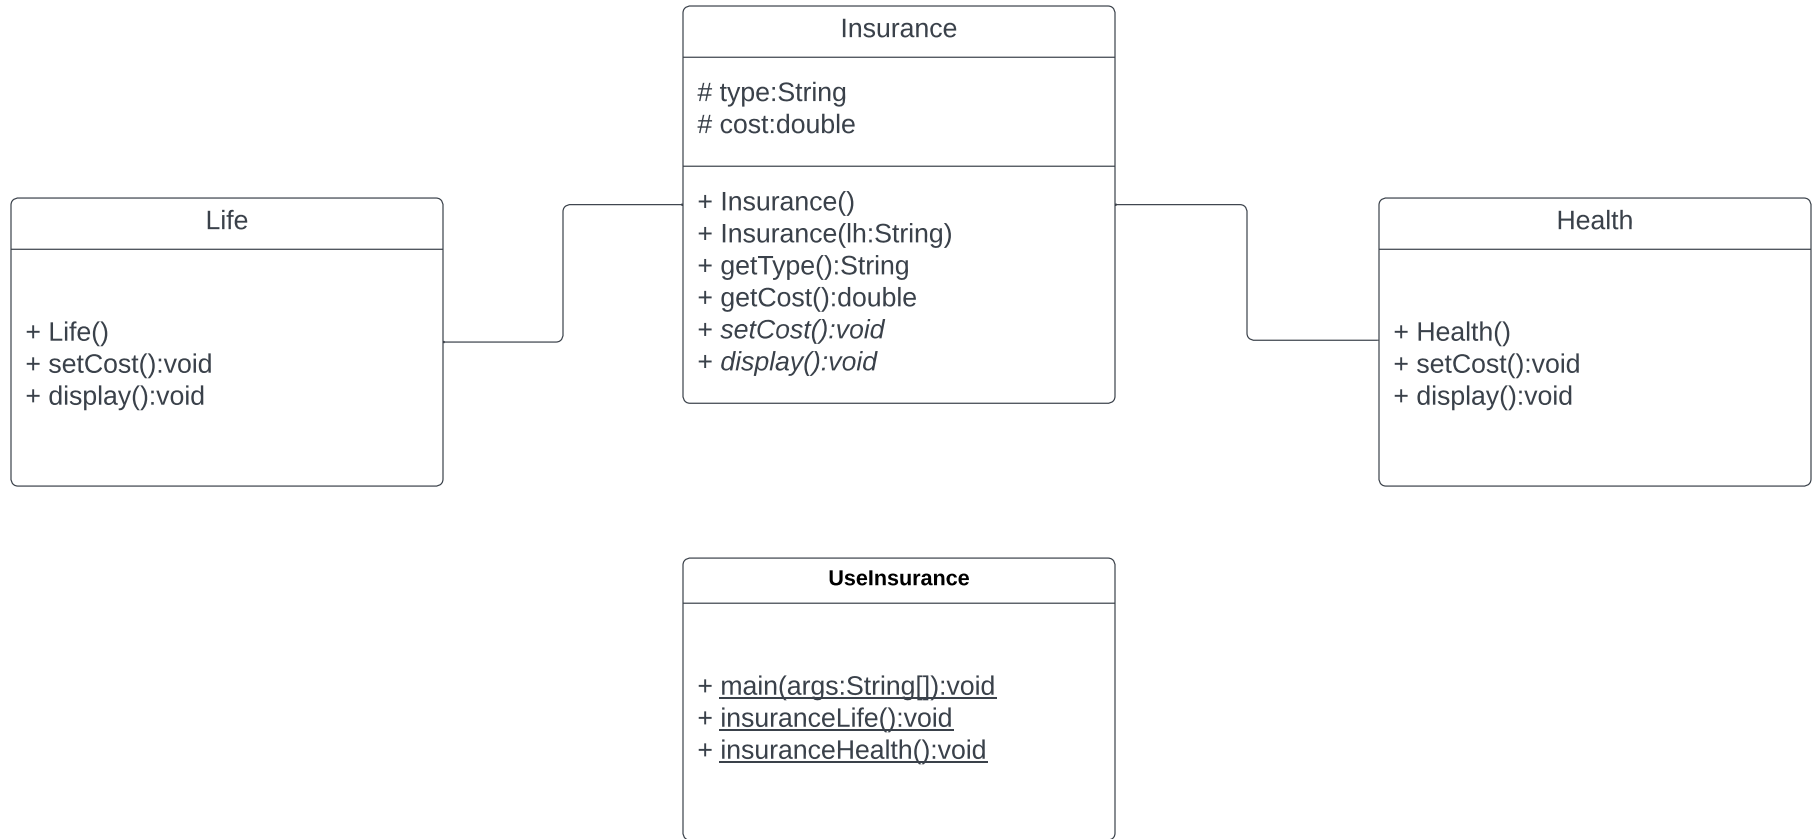 Insurance
# type:String
# cost:double
+ Insurance()
+ Insurance(lh:String)
+ getType():String
+ getCost():double
+ setCost():void
+ display():void
Life
+ Life()
+ setCost():void
+ display():void
Health
+ Health()
+ setCost():void
+ display():void
UseInsurance
+ main(args:String[]):void
+ insuranceLife():void
+ insuranceHealth():void